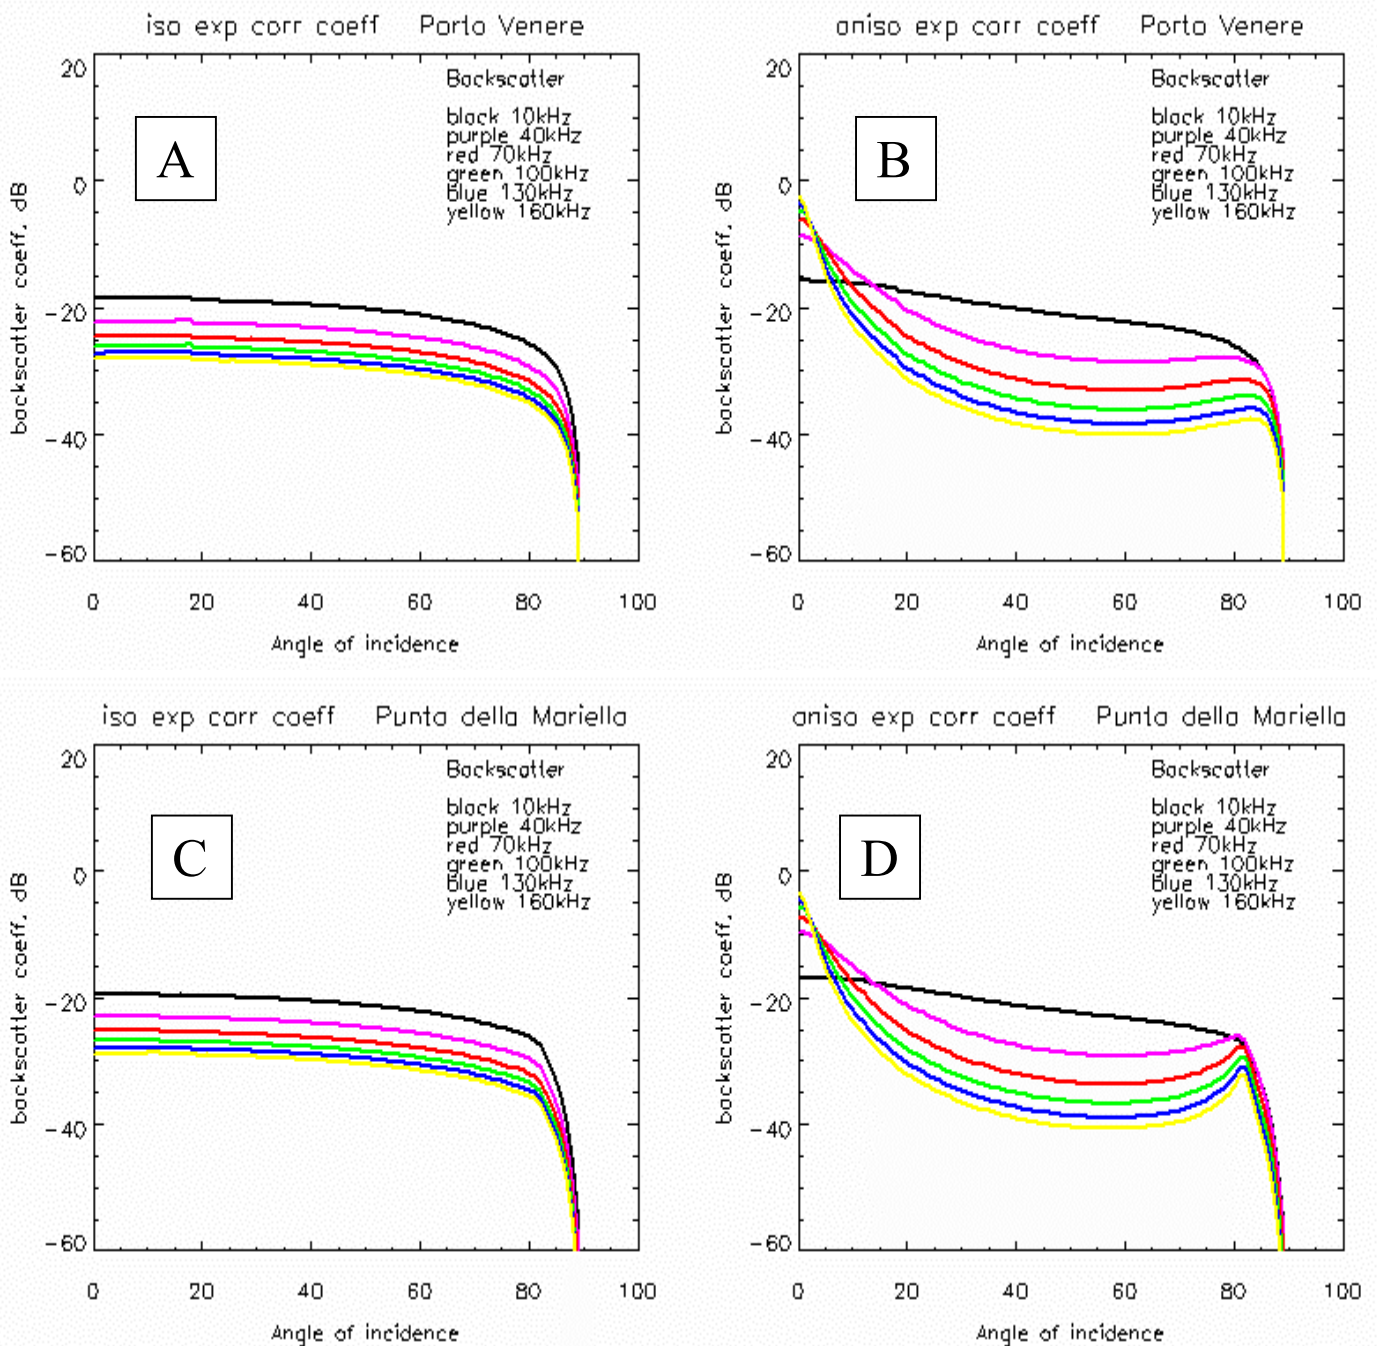 iso exp corr coeff Porto Venere
20
0
-20
-40
-60
backscatter coeff, dB
A
Backscatter
black 10kHz
purple 40kHz
red 70kHz
green 100kHz
blue 130kHz
yellow 160kHz
0 20 40 60 80 100
Angle of incidence
aniso exp corr coeff Porto Venere
20
0
-20
-40
-60
backscatter coeff, dB
B
Backscatter
black 10kHz
purple 40kHz
red 70kHz
green 100kHz
blue 130kHz
yellow 160kHz
0 20 40 60 80 100
Angle of incidence
iso exp corr coeff Punta della Mariella
20
0
-20
-40
-60
backscatter coeff, dB
C
Backscatter
black 10kHz
purple 40kHz
red 70kHz
green 100kHz
blue 130kHz
yellow 160kHz
0 20 40 60 80 100
Angle of incidence
aniso exp corr coeff Punta della Mariella
20
0
-20
-40
-60
backscatter coeff, dB
D
Backscatter
black 10kHz
purple 40kHz
red 70kHz
green 100kHz
blue 130kHz
yellow 160kHz
0 20 40 60 80 100
Angle of incidence